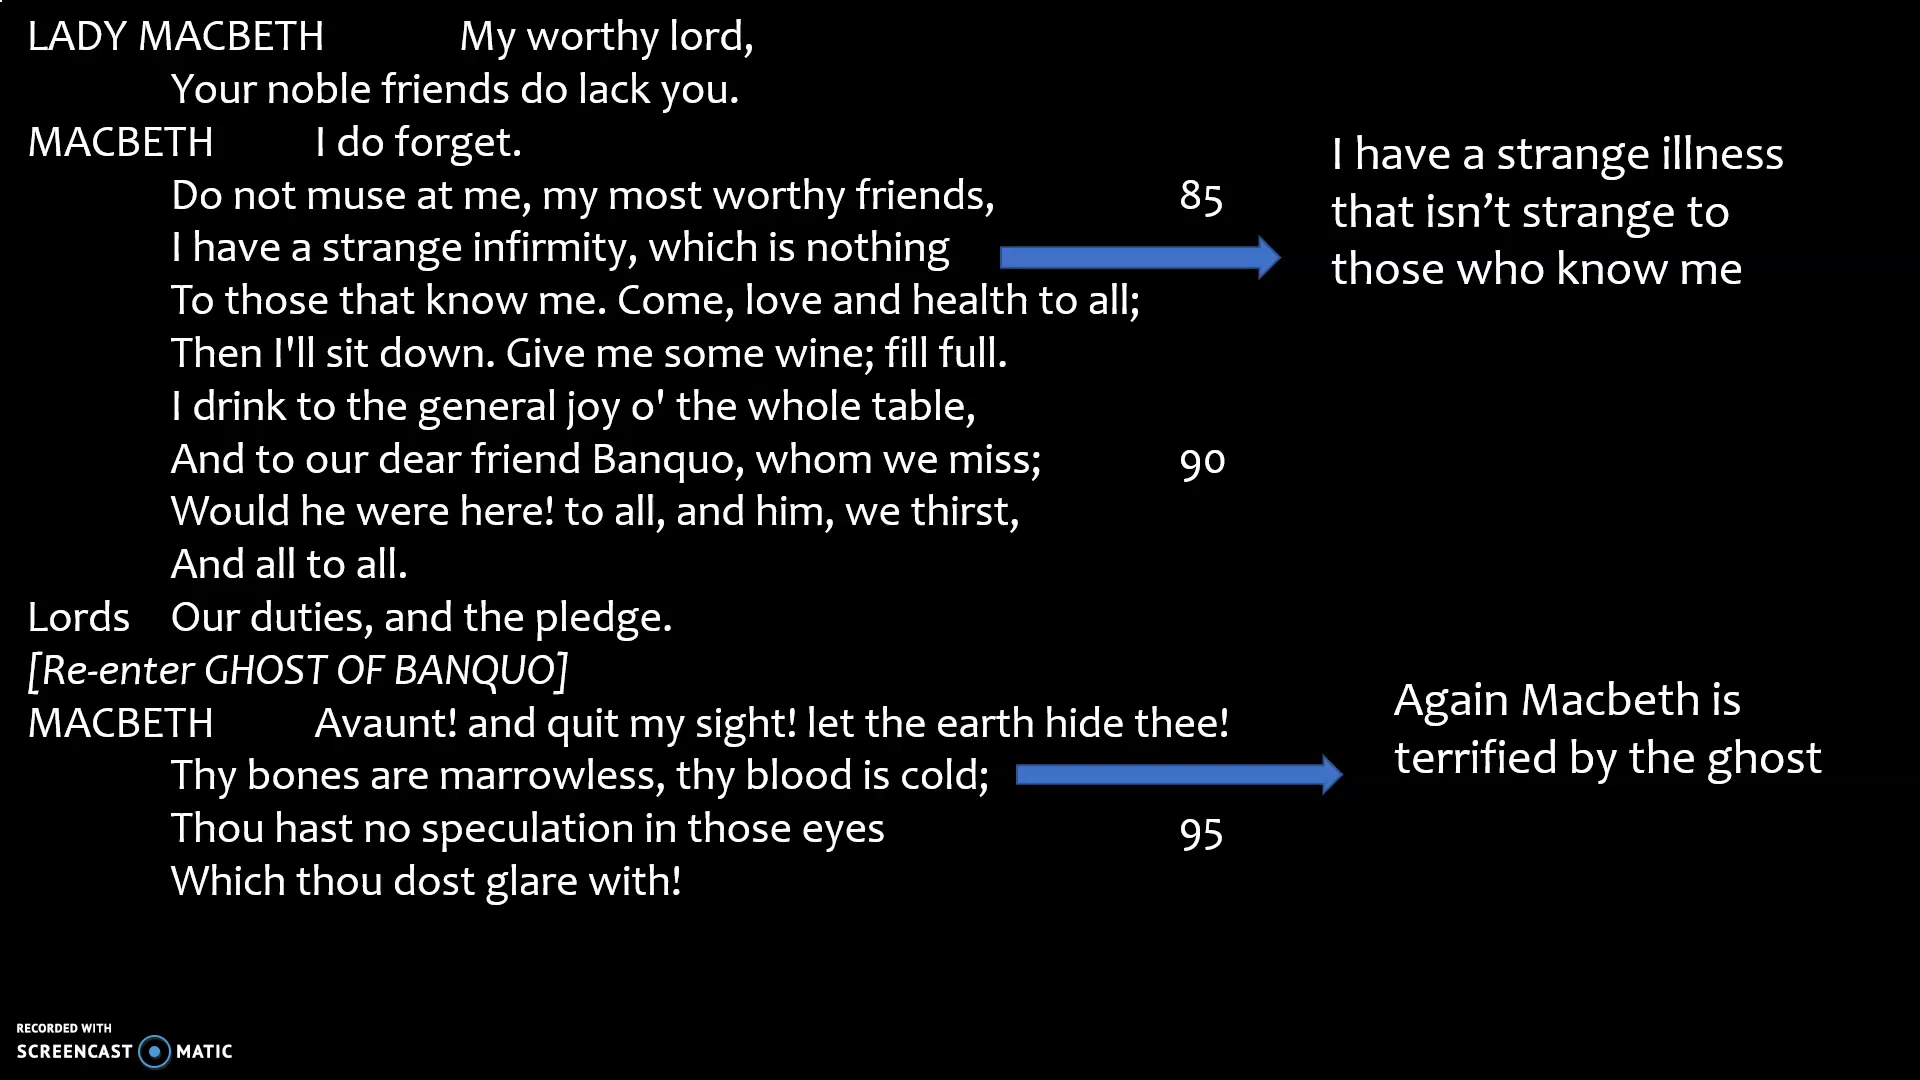 LADY MACBETH My worthy lord,
Your noble friends do lack you.
MACBETH I do forget.
Do not muse at me, my most worthy friends, 85
I have a strange infirmity, which is nothing
To those that know me. Come, love and health to all;
Then I'll sit down. Give me some wine; fill full.
I drink to the general joy o' the whole table,
And to our dear friend Banquo, whom we miss; 90
Would he were here! to all, and him, we thirst,
And all to all.
Lords Our duties, and the pledge.
[Re-enter GHOST OF BANQUO]
MACBETH Avaunt! and quit my sight! let the earth hide thee!
Thy bones are marrowless, thy blood is cold;
Thou hast no speculation in those eyes 95
Which thou dost glare with!
I have a strange illness
that isn’t strange to
those who know me
Again Macbeth is
terrified by the ghost
RECORDED WITH
SCREENCAST MATIC